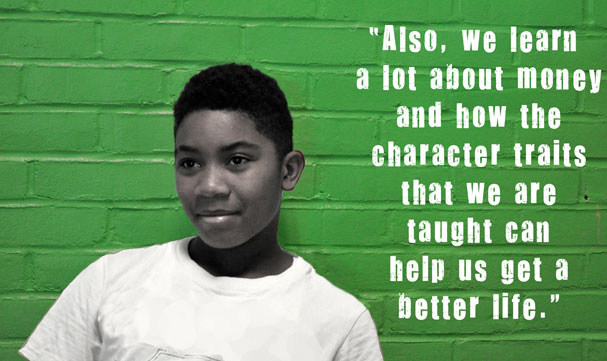 “Also, we learn
a lot about money
and how the
character traits
that we are
taught can
help us get a
better life.”